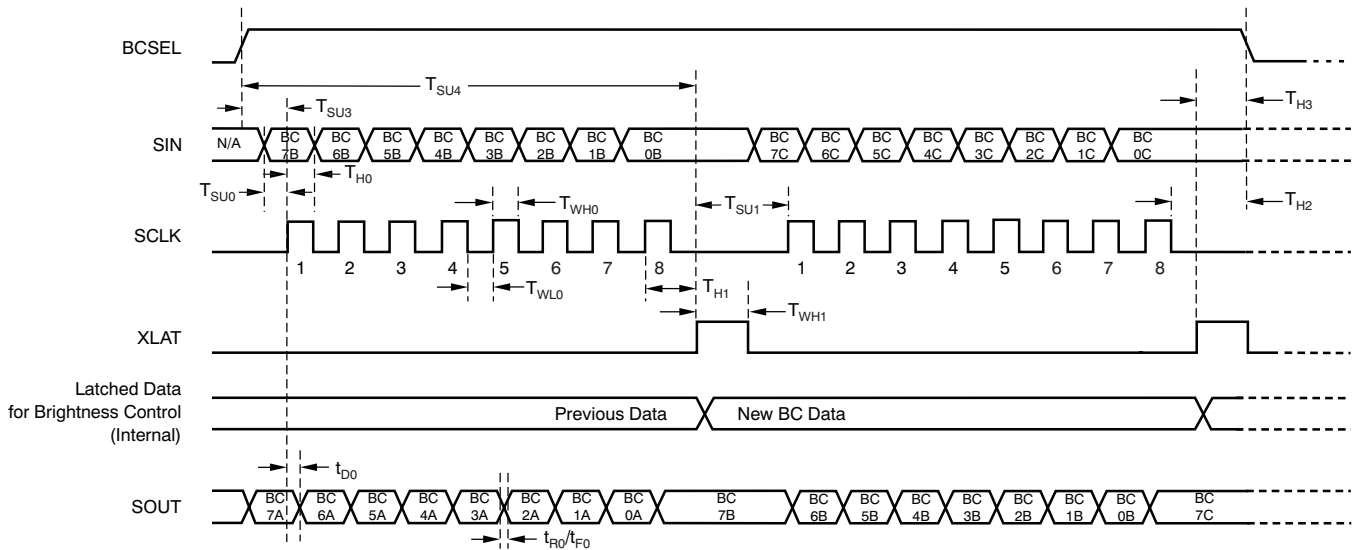 BCSEL
T_SU4
T_SU3
T_H3
SIN
N/A
BC 7B
BC 6B
BC 5B
BC 4B
BC 3B
BC 2B
BC 1B
BC 0B
BC 7C
BC 6C
BC 5C
BC 4C
BC 3C
BC 2C
BC 1C
BC 0C
T_SU0
T_H0
T_WH0
T_SU1
T_H2
SCLK
1 2 3 4 5 6 7 8 1 2 3 4 5 6 7 8
T_WL0
T_H1
T_WH1
XLAT
Latched Data
for Brightness Control
(Internal)
Previous Data
New BC Data
t_D0
SOUT
BC 7A
BC 6A
BC 5A
BC 4A
BC 3A
BC 2A
BC 1A
BC 0A
BC 7B
BC 6B
BC 5B
BC 4B
BC 3B
BC 2B
BC 1B
BC 0B
BC 7C
t_R0/t_F0